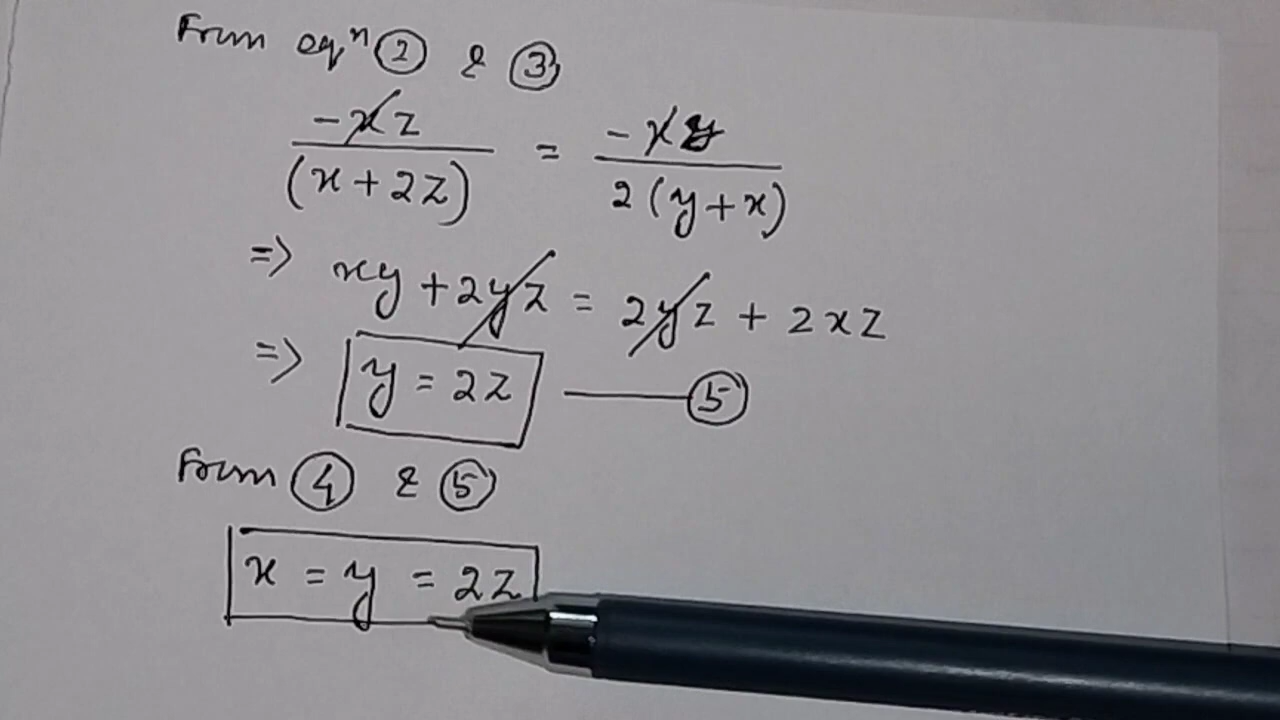 From eqⁿ ② & ③
-xz/(x+2z) = -xy/2(y+x)
=> xy + 2yz = 2yz + 2xz
=> y = 2z —— ⑤
From ④ & ⑤
x = y = 2z